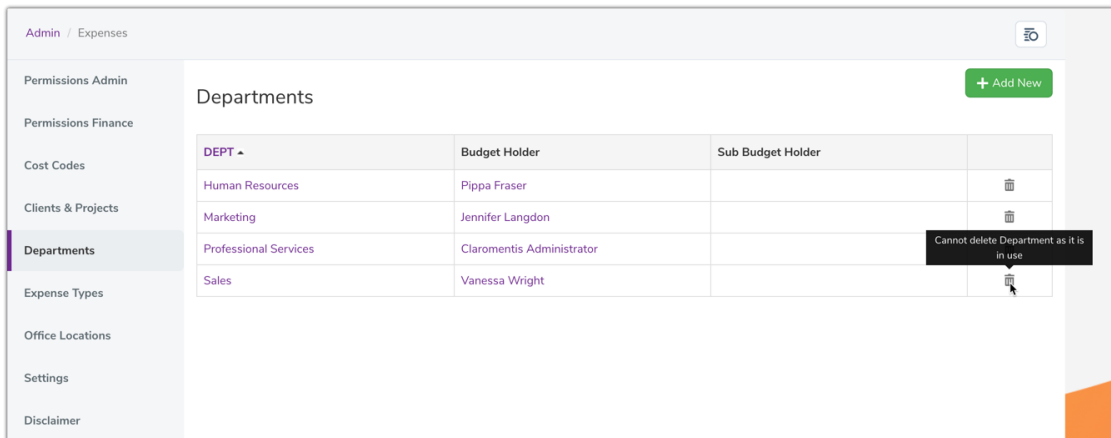 Admin / Expenses
Permissions Admin
Permissions Finance
Cost Codes
Clients & Projects
Departments
Expense Types
Office Locations
Settings
Disclaimer
Departments
+ Add New
DEPT Budget Holder Sub Budget Holder
Human Resources Pippa Fraser
Marketing Jennifer Langdon
Professional Services Claromentis Administrator
Cannot delete Department as it is
in use
Sales Vanessa Wright